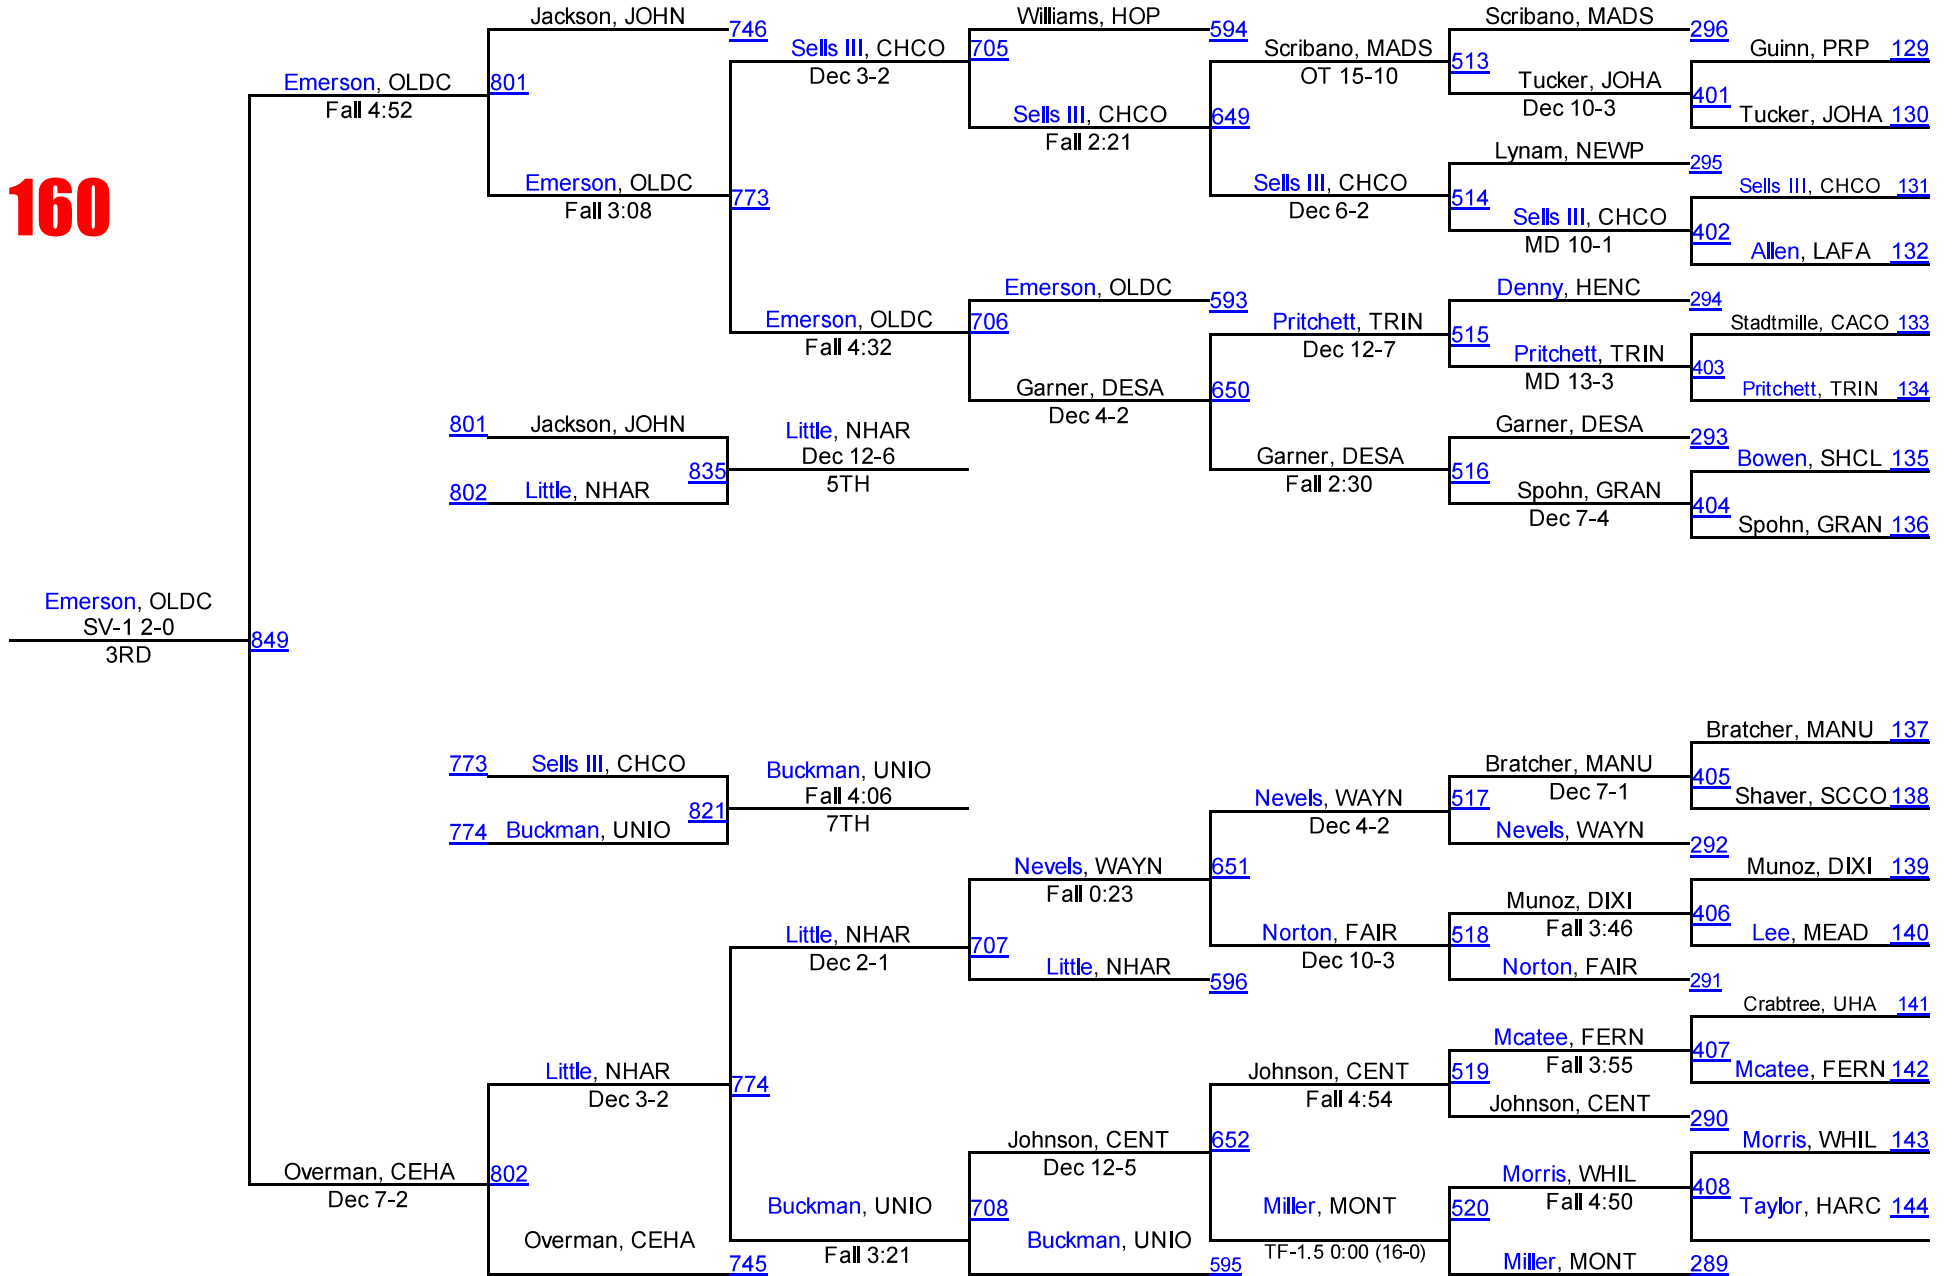 Jackson, JOHN
746
Williams, HOP
594
Scribano, MADS
296
Sells III, CHCO
Dec 3-2
705
Scribano, MADS
OT 15-10
513
Guinn, PRP 129
Emerson, OLDC
Fall 4:52
801
Tucker, JOHA
Dec 10-3
401
Tucker, JOHA 130
Sells III, CHCO
Fall 2:21
649
Lynam, NEWP
295
160
Emerson, OLDC
Fall 3:08
773
Sells III, CHCO
Dec 6-2
514
Sells III, CHCO 131
Sells III, CHCO
MD 10-1
402
Allen, LAFA 132
Emerson, OLDC
593
Denny, HENC
294
Emerson, OLDC
Fall 4:32
706
Pritchett, TRIN
Dec 12-7
515
Stadtmille, CACO 133
Pritchett, TRIN
MD 13-3
403
Pritchett, TRIN 134
Garner, DESA
Dec 4-2
650
801 Jackson, JOHN
Little, NHAR
Dec 12-6
5TH
835
802 Little, NHAR
Garner, DESA
293
Garner, DESA
Fall 2:30
516
Bowen, SHCL 135
Spohn, GRAN
Dec 7-4
404
Spohn, GRAN 136
Emerson, OLDC
SV-1 2-0
3RD
849
Bratcher, MANU 137
773 Sells III, CHCO
Buckman, UNIO
Fall 4:06
7TH
821
774 Buckman, UNIO
Bratcher, MANU
Dec 7-1
405
Shaver, SCCO 138
Nevels, WAYN
Dec 4-2
517
Nevels, WAYN
292
Nevels, WAYN
Fall 0:23
651
Munoz, DIXI 139
Munoz, DIXI
Fall 3:46
406
Lee, MEAD 140
Little, NHAR
Dec 2-1
707
Norton, FAIR
Dec 10-3
518
Little, NHAR
596
Norton, FAIR
291
Crabtree, UHA 141
Mcatee, FERN
Fall 3:55
407
Mcatee, FERN 142
Little, NHAR
Dec 3-2
774
Johnson, CENT
Fall 4:54
519
Johnson, CENT
290
Johnson, CENT
Dec 12-5
652
Morris, WHIL 143
Overman, CEHA
Dec 7-2
802
Morris, WHIL
Fall 4:50
408
Taylor, HARC 144
Buckman, UNIO
Fall 3:21
708
Miller, MONT
TF-1.5 0:00 (16-0)
520
Overman, CEHA
745
Buckman, UNIO
595
Miller, MONT
289